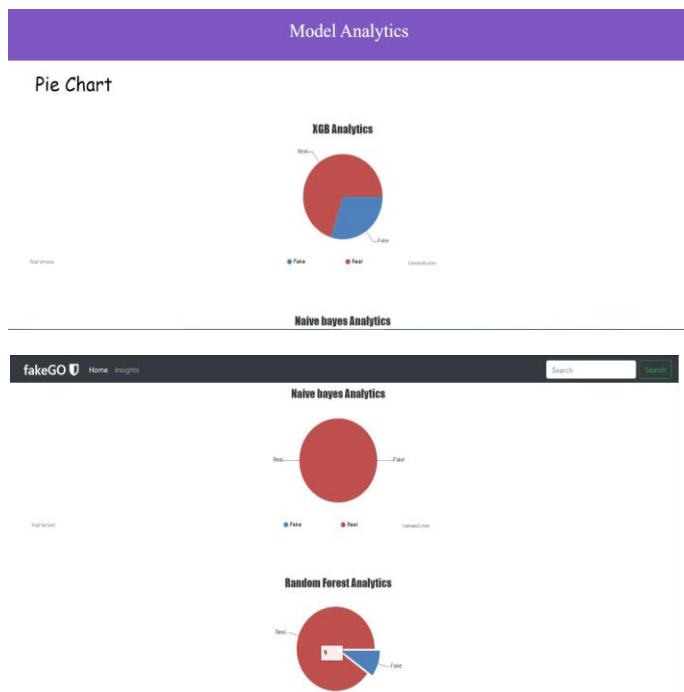 Model Analytics
Pie Chart
XGB Analytics
Real
Fake
Trial Version
Fake Real
CanvasJS.com
Naive bayes Analytics
fakeGO Home Insights Search Search
Naive bayes Analytics
Real Fake
Trial Version
Fake Real
CanvasJS.com
Random Forest Analytics
Real
9
Fake